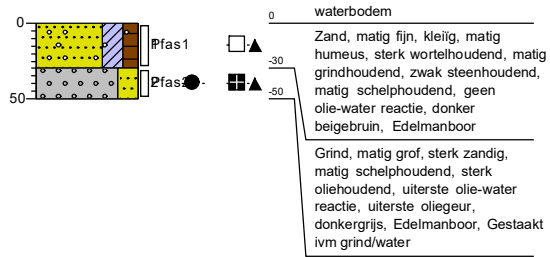 0
waterbodem
0
Pfas1
Zand, matig fijn, kleiïg, matig
humeus, sterk wortelhoudend, matig
grindhoudend, zwak steenhoudend,
matig schelphoudend, geen
olie-water reactie, donker
beigebruin, Edelmanboor
-30
50
-50
Grind, matig grof, sterk zandig,
matig schelphoudend, sterk
oliehoudend, uiterste olie-water
reactie, uiterste oliegeur,
donkergrijs, Edelmanboor, Gestaakt
ivm grind/water